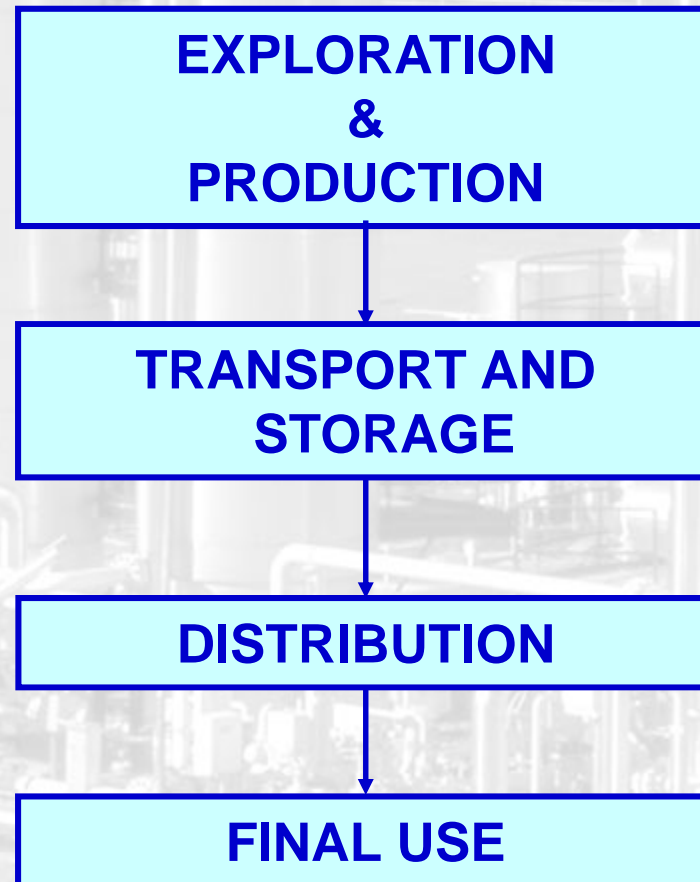 EXPLORATION
&
PRODUCTION
TRANSPORT AND
STORAGE
DISTRIBUTION
FINAL USE